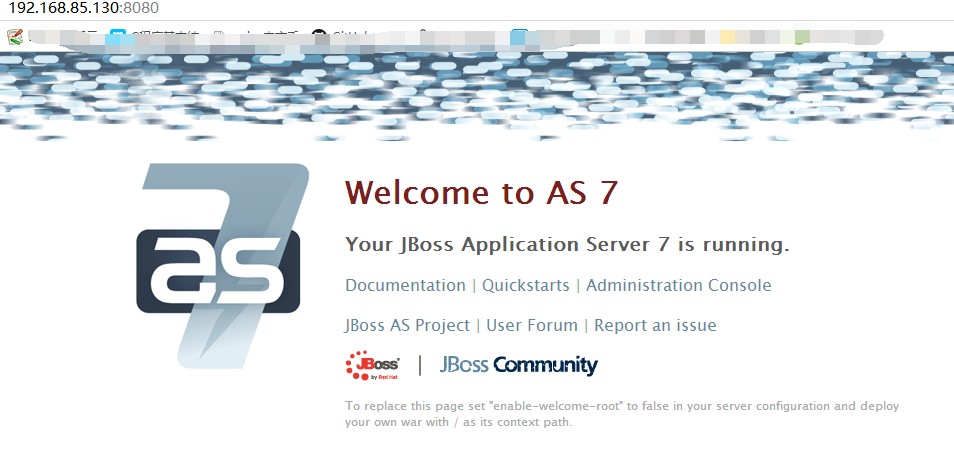 192.168.85.130:8080
as
7
Welcome to AS 7
Your JBoss Application Server 7 is running.
Documentation | Quickstarts | Administration Console
JBoss AS Project | User Forum | Report an issue
JBoss by Red Hat | JBoss Community
To replace this page set "enable-welcome-root" to false in your server configuration and deploy
your own war with / as its context path.